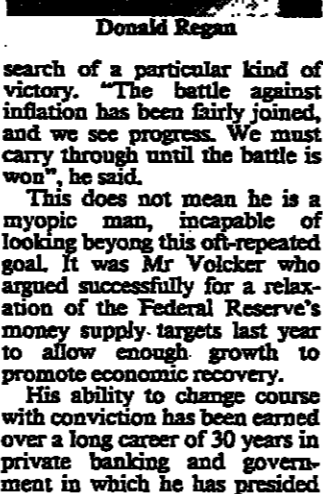 Donald Regan
search of a particular kind of
victory. "The battle against
inflation has been fairly joined,
and we see progress. We must
carry through until the battle is
won", he said.
This does not mean he is a
myopic man, incapable of
looking beyong this oft-repeated
goal. It was Mr Volcker who
argued successfully for a relax-
ation of the Federal Reserve's
money supply targets last year
to allow enough growth to
promote economic recovery.
His ability to change course
with conviction has been earned
over a long career of 30 years in
private banking and govern-
ment in which he has presided